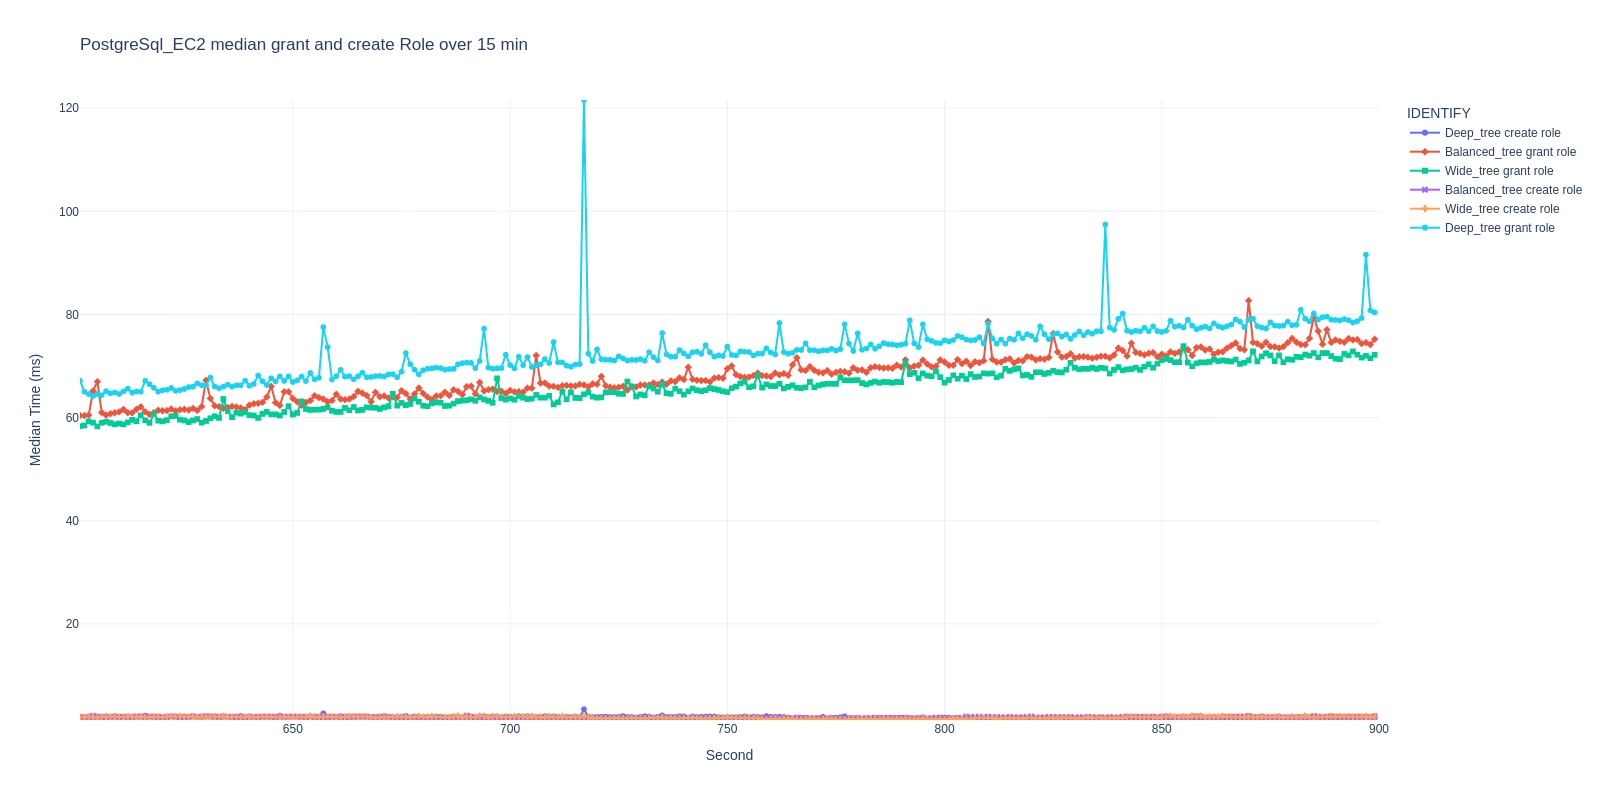 PostgreSql_EC2 median grant and create Role over 15 min
120
100
80
60
40
20
Median Time (ms)
650
700
750
800
850
900
Second
IDENTIFY
Deep_tree create role
Balanced_tree grant role
Wide_tree grant role
Balanced_tree create role
Wide_tree create role
Deep_tree grant role